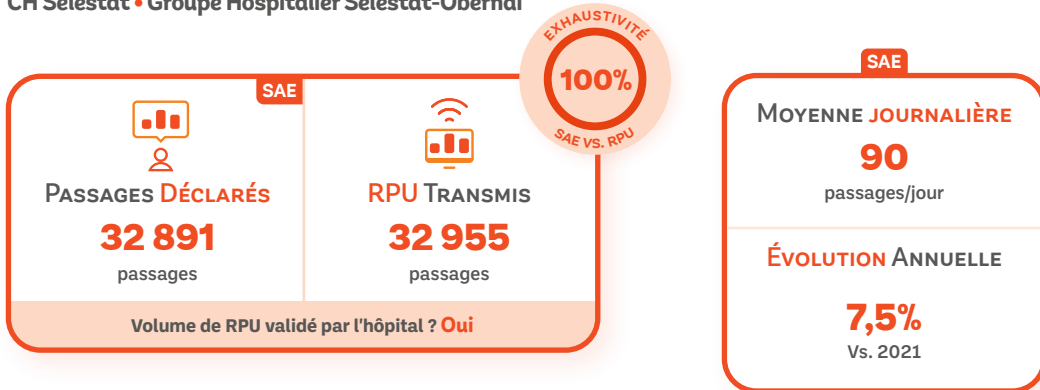 CH Sélestat • Groupe Hospitalier Sélestat-Obernai
EXHAUSTIVITÉ
100%
SAE VS. RPU
SAE
PASSAGES DÉCLARÉS
32 891
passages
RPU TRANSMIS
32 955
passages
Volume de RPU validé par l'hôpital ? Oui
SAE
MOYENNE JOURNALIÈRE
90
passages/jour
ÉVOLUTION ANNUELLE
7,5%
Vs. 2021